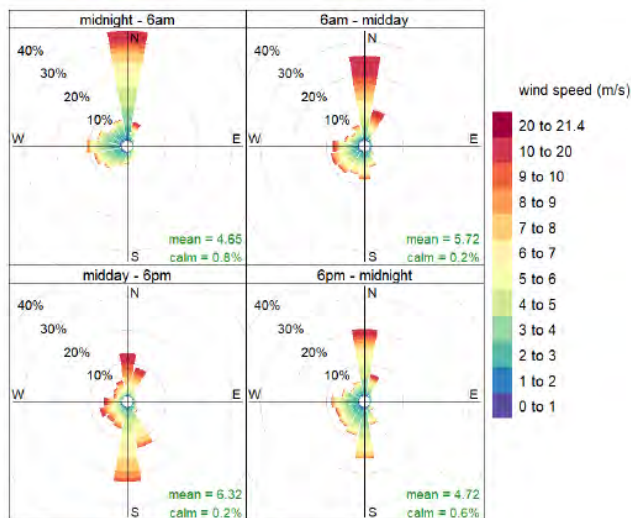 midnight - 6am
N
40%
30%
20%
10%
W
E
S
mean = 4.65
calm = 0.8%
6am - midday
N
40%
30%
20%
10%
W
E
S
mean = 5.72
calm = 0.2%
midday - 6pm
N
40%
30%
20%
10%
W
E
S
mean = 6.32
calm = 0.2%
6pm - midnight
N
40%
30%
20%
10%
W
E
S
mean = 4.72
calm = 0.6%
wind speed (m/s)
20 to 21.4
10 to 20
9 to 10
8 to 9
7 to 8
6 to 7
5 to 6
4 to 5
3 to 4
2 to 3
1 to 2
0 to 1